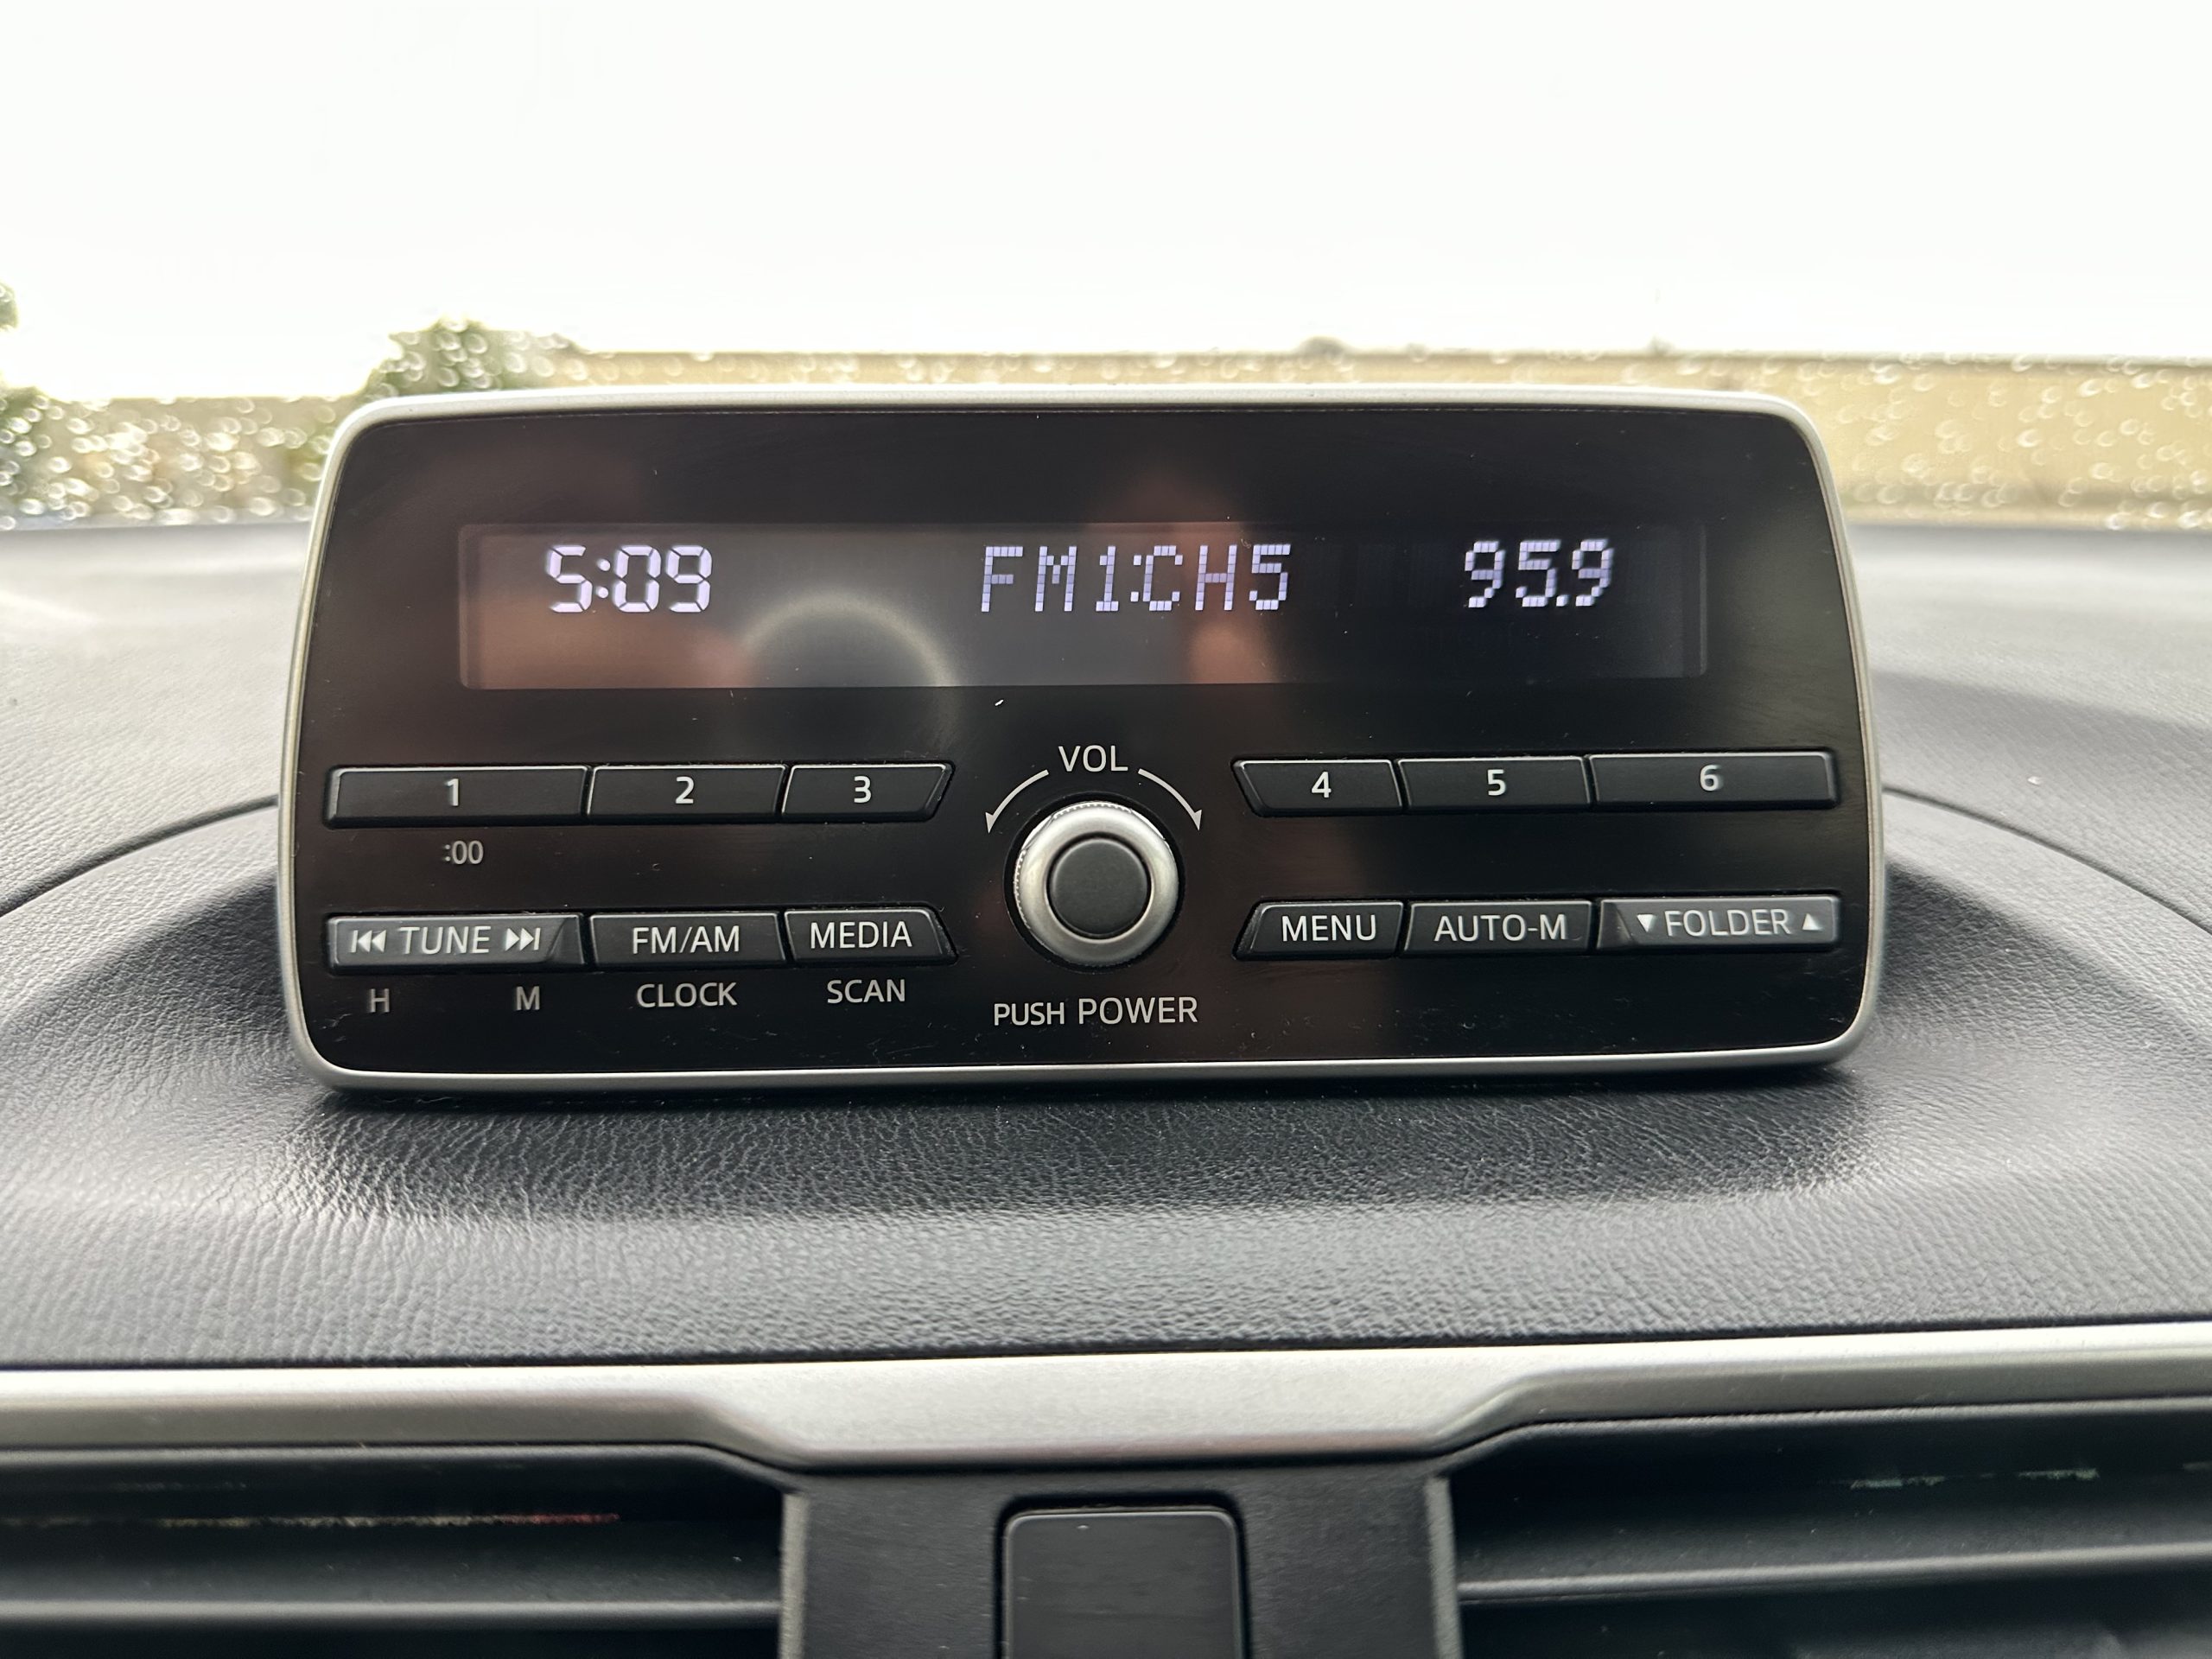 5:09 FM1:CH5 95.9
VOL
1 2 3 4 5 6
:00
⏮ TUNE ⏭ FM/AM MEDIA MENU AUTO-M ▼ FOLDER ▲
H M CLOCK SCAN
PUSH POWER